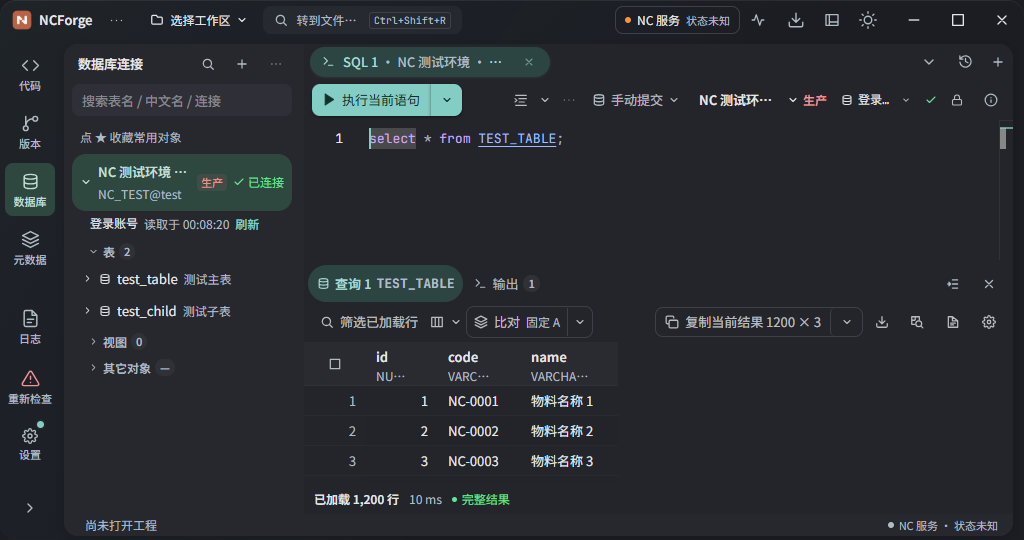 N NCForge ··· 选择工作区 转到文件··· Ctrl+Shift+R NC 服务 状态未知
代码
版本
数据库
元数据
日志
重新检查
设置
数据库连接 ···
搜索表名 / 中文名 / 连接
点 ★ 收藏常用对象
NC 测试环境 ··· 生产 已连接
NC_TEST@test
登录账号 读取于 00:08:20 刷新
表 2
test_table 测试主表
test_child 测试子表
视图 0
其它对象 —
尚未打开工程
SQL 1 · NC 测试环境 · ···
执行当前语句 ··· 手动提交 NC 测试环··· 生产 登录...
1 select * from TEST_TABLE;
查询 1 TEST_TABLE 输出 1
筛选已加载行 比对 固定 A 复制当前结果 1200 × 3
id code name
NU··· VARC··· VARCHA···
1 1 NC-0001 物料名称 1
2 2 NC-0002 物料名称 2
3 3 NC-0003 物料名称 3
已加载 1,200 行 10 ms 完整结果
NC 服务 · 状态未知